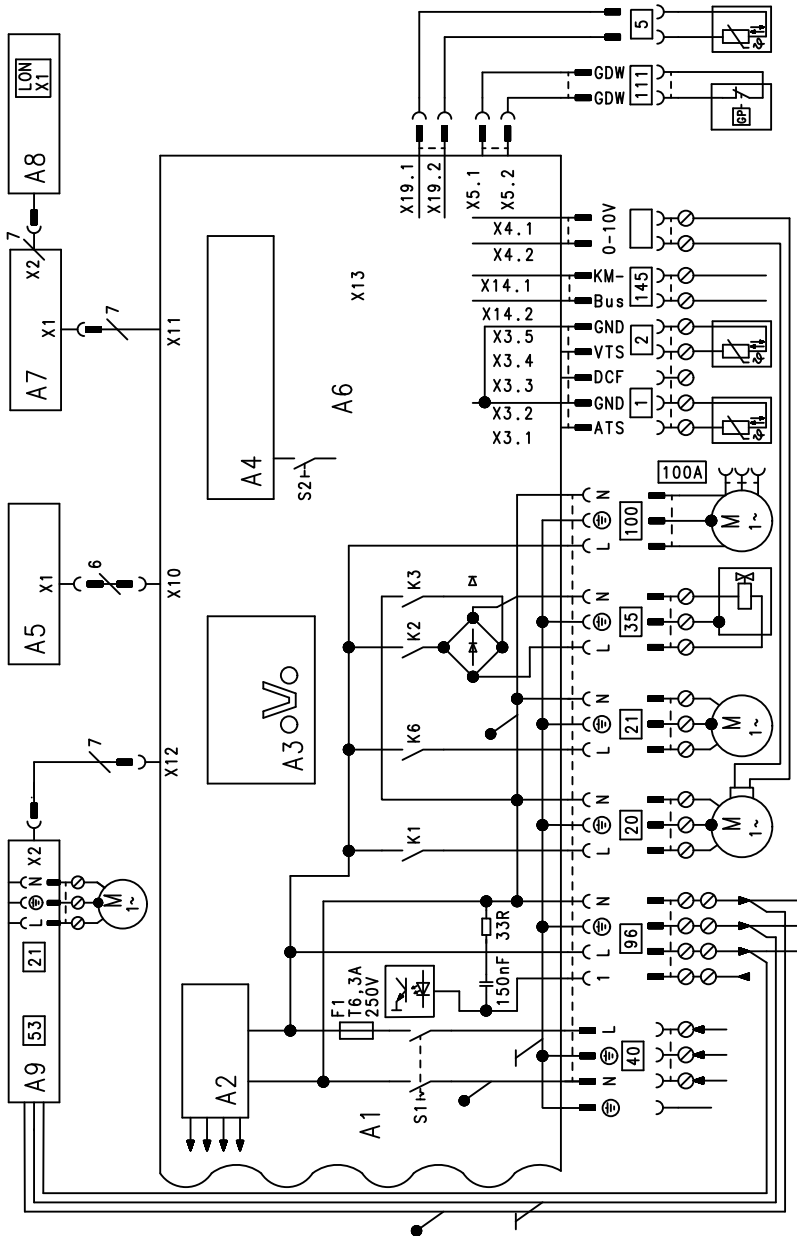 5
GDW
GDW
111
GP
LON
X1
A8
X2
7
X1
7
X11
A7
X19.1
X19.2
X5.1
X5.2
X4.1
X4.2
0-10V
X13
X14.1
X14.2
KM-
Bus
145
X3.5
X3.4
X3.3
X3.2
X3.1
GND
VTS
DCF
GND
ATS
2
1
A6
A4
S2
100A
N
L
100
M
1~
A5
X1
6
X10
K3
K2
N
L
35
A3
K6
N
L
21
M
1~
7
X12
K1
N
L
20
M
1~
A9
X2
N
L
M
1~
21
53
33R
150nF
N
L
1
96
F1
T6,3A
250V
A2
S1
A1
L
N
40